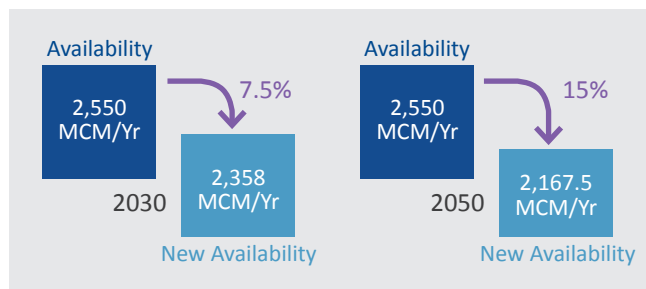 Availability
2,550
MCM/Yr
7.5%
2,358
MCM/Yr
2030
New Availability
Availability
2,550
MCM/Yr
15%
2,167.5
MCM/Yr
2050
New Availability